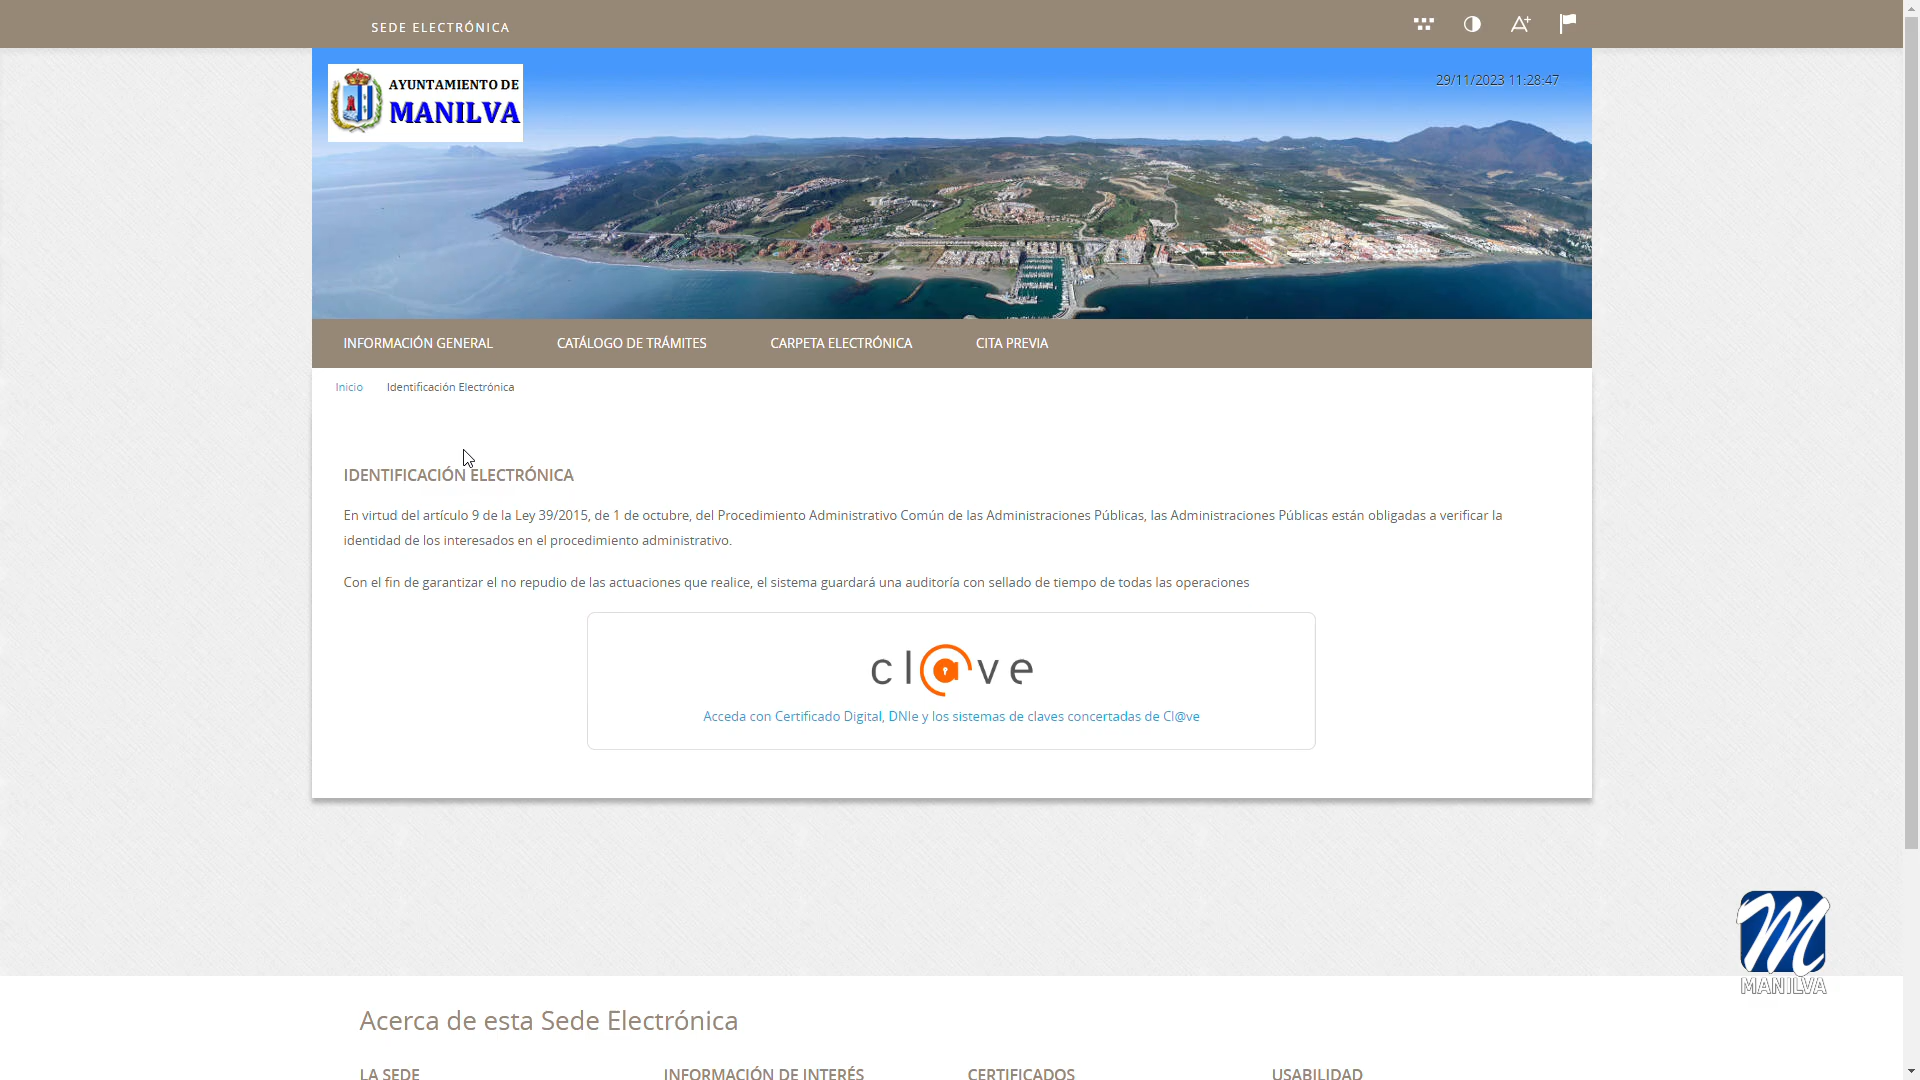 SEDE ELECTRÓNICA
29/11/2023 11:28:47
AYUNTAMIENTO DE
MANILVA
INFORMACIÓN GENERAL
CATÁLOGO DE TRÁMITES
CARPETA ELECTRÓNICA
CITA PREVIA
Inicio
Identificación Electrónica
IDENTIFICACIÓN ELECTRÓNICA
En virtud del artículo 9 de la Ley 39/2015, de 1 de octubre, del Procedimiento Administrativo Común de las Administraciones Públicas, las Administraciones Públicas están obligadas a verificar la
identidad de los interesados en el procedimiento administrativo.
Con el fin de garantizar el no repudio de las actuaciones que realice, el sistema guardará una auditoría con sellado de tiempo de todas las operaciones
cl@ve
Acceda con Certificado Digital, DNIe y los sistemas de claves concertadas de Cl@ve
M
MANILVA
Acerca de esta Sede Electrónica
LA SEDE
INFORMACIÓN DE INTERÉS
CERTIFICADOS
USABILIDAD